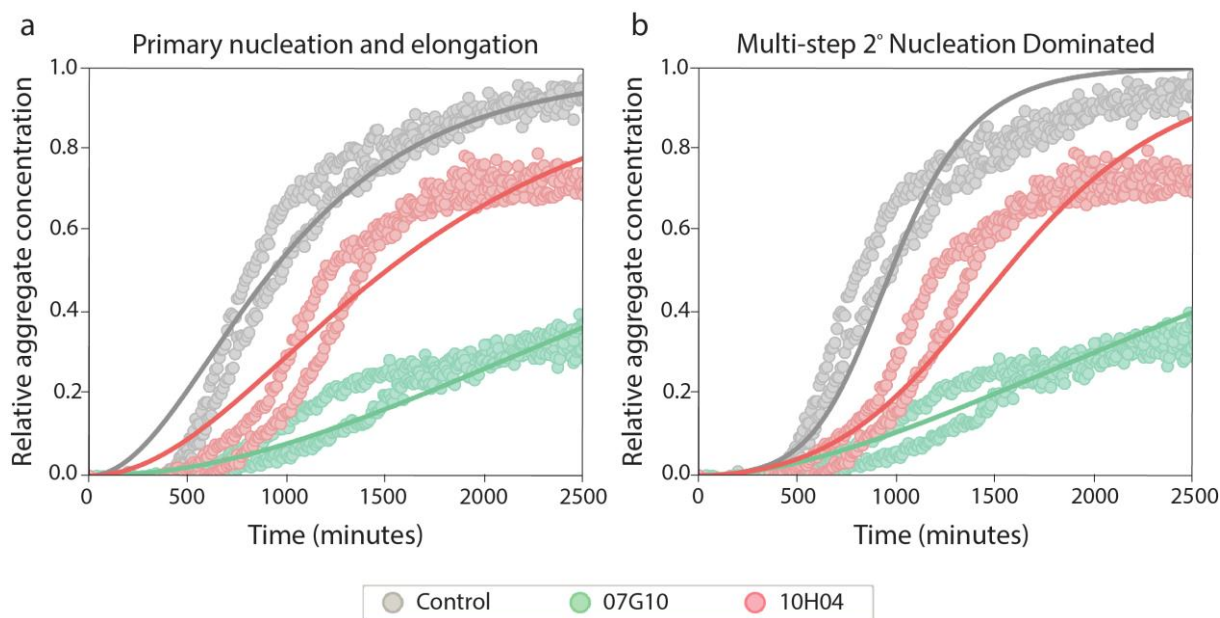 a
Primary nucleation and elongation
Relative aggregate concentration
1.0
0.8
0.6
0.4
0.2
0.0
0
500
1000
1500
2000
2500
Time (minutes)
b
Multi-step 2° Nucleation Dominated
Relative aggregate concentration
1.0
0.8
0.6
0.4
0.2
0.0
0
500
1000
1500
2000
2500
Time (minutes)
Control
07G10
10H04